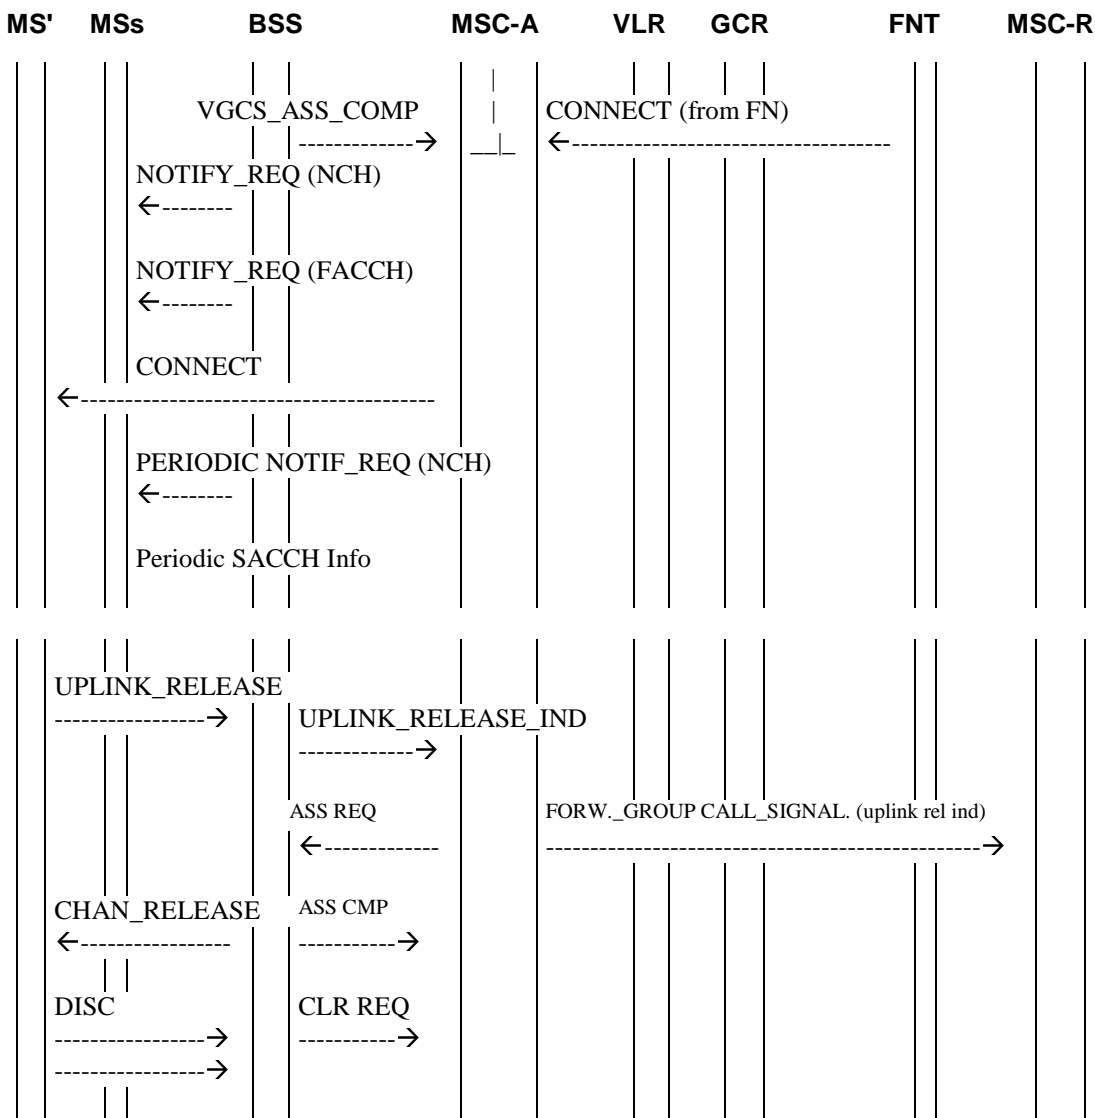 MS' MSs BSS MSC-A VLR GCR FNT MSC-R
VGCS_ASS_COMP CONNECT (from FN)
NOTIFY_REQ (NCH)
NOTIFY_REQ (FACCH)
CONNECT
PERIODIC NOTIF_REQ (NCH)
Periodic SACCH Info
UPLINK_RELEASE
UPLINK_RELEASE_IND
ASS REQ FORW._GROUP CALL_SIGNAL. (uplink rel ind)
CHAN_RELEASE ASS CMP
DISC CLR REQ